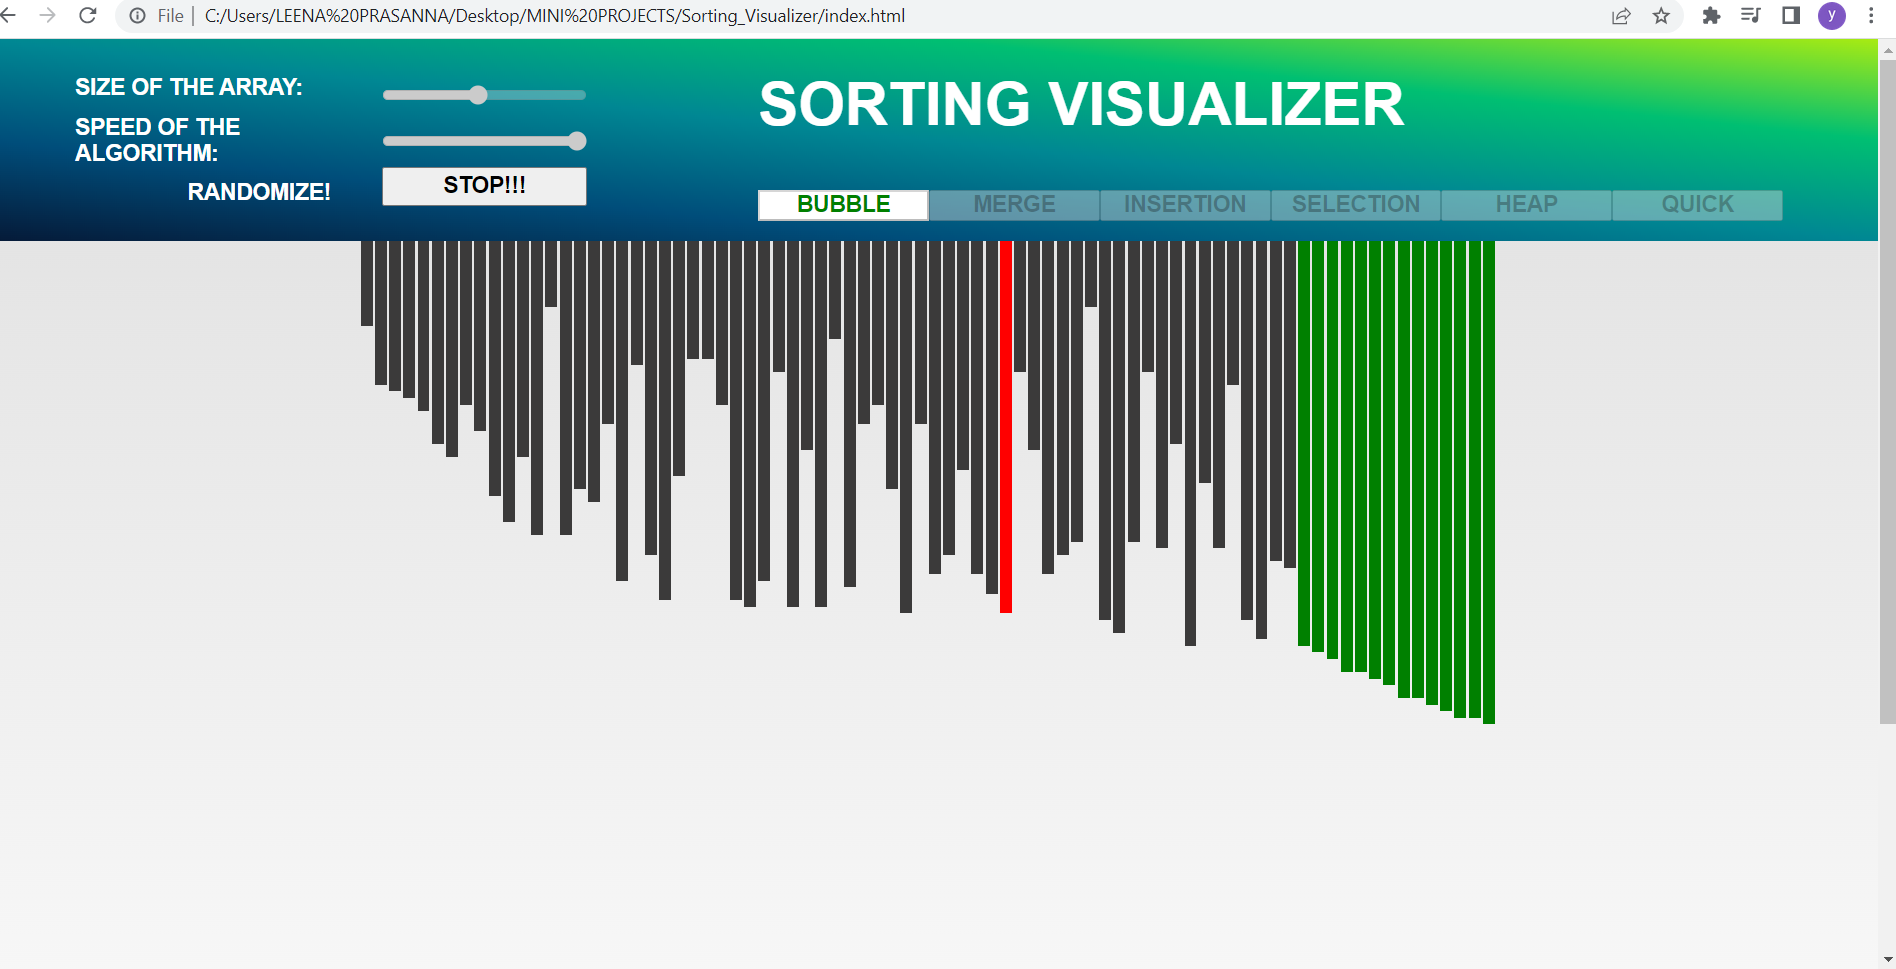 File | C:/Users/LEENA%20PRASANNA/Desktop/MINI%20PROJECTS/Sorting_Visualizer/index.html
y
SIZE OF THE ARRAY:
SPEED OF THE
ALGORITHM:
RANDOMIZE!
STOP!!!
SORTING VISUALIZER
BUBBLE MERGE INSERTION SELECTION HEAP QUICK